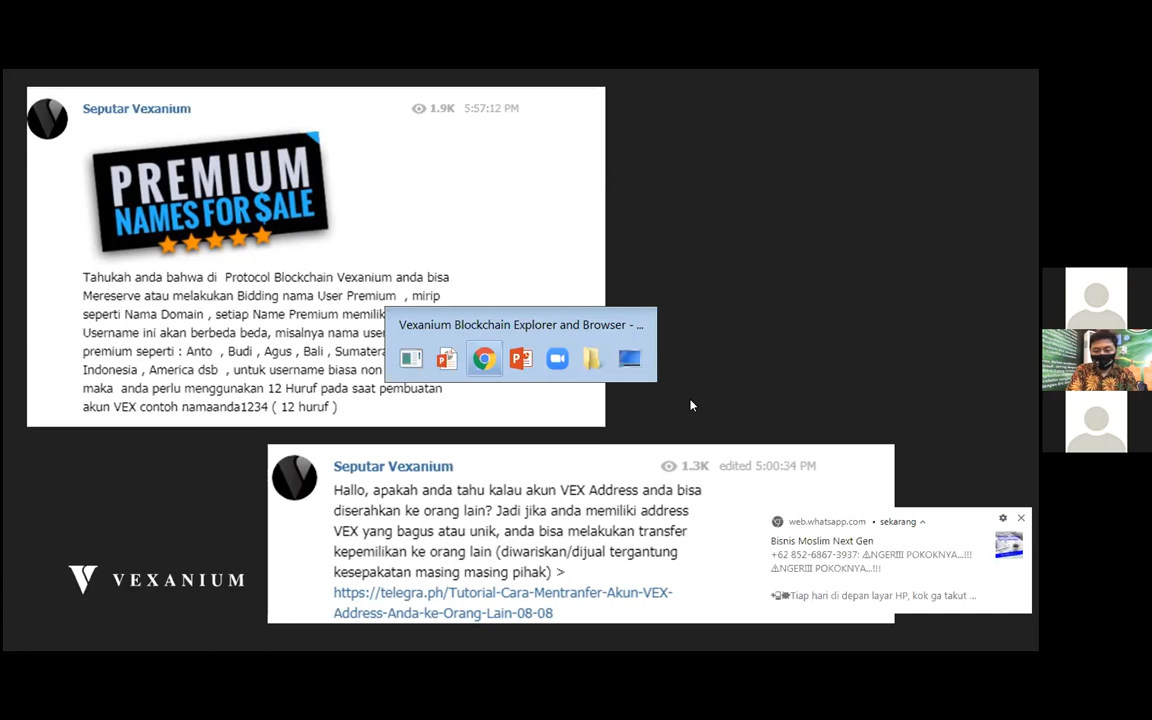 Seputar Vexanium
1.9K 5:57:12 PM
PREMIUM
NAMES FOR $ALE
Tahukah anda bahwa di Protocol Blockchain Vexanium anda bisa
Mereserve atau melakukan Bidding nama User Premium , mirip
seperti Nama Domain , setiap Name Premium memilik
Username ini akan berbeda beda, misalnya nama user
premium seperti : Anto , Budi , Agus , Bali , Sumatera
Indonesia , America dsb , untuk username biasa non
maka anda perlu menggunakan 12 Huruf pada saat pembuatan
akun VEX contoh namaanda1234 ( 12 huruf )
Vexanium Blockchain Explorer and Browser - ...
Seputar Vexanium
1.3K edited 5:00:34 PM
Hallo, apakah anda tahu kalau akun VEX Address anda bisa
diserahkan ke orang lain? Jadi jika anda memiliki address
VEX yang bagus atau unik, anda bisa melakukan transfer
kepemilikan ke orang lain (diwariskan/dijual tergantung
kesepakatan masing masing pihak) >
https://telegra.ph/Tutorial-Cara-Mentranfer-Akun-VEX-
Address-Anda-ke-Orang-Lain-08-08
VEXANIUM
web.whatsapp.com • sekarang
Bisnis Moslim Next Gen
+62 852-6867-3937: ⚠NGERIII POKOKNYA...!!!
⚠NGERIII POKOKNYA...!!!
Tiap hari di depan layar HP, kok ga takut ...